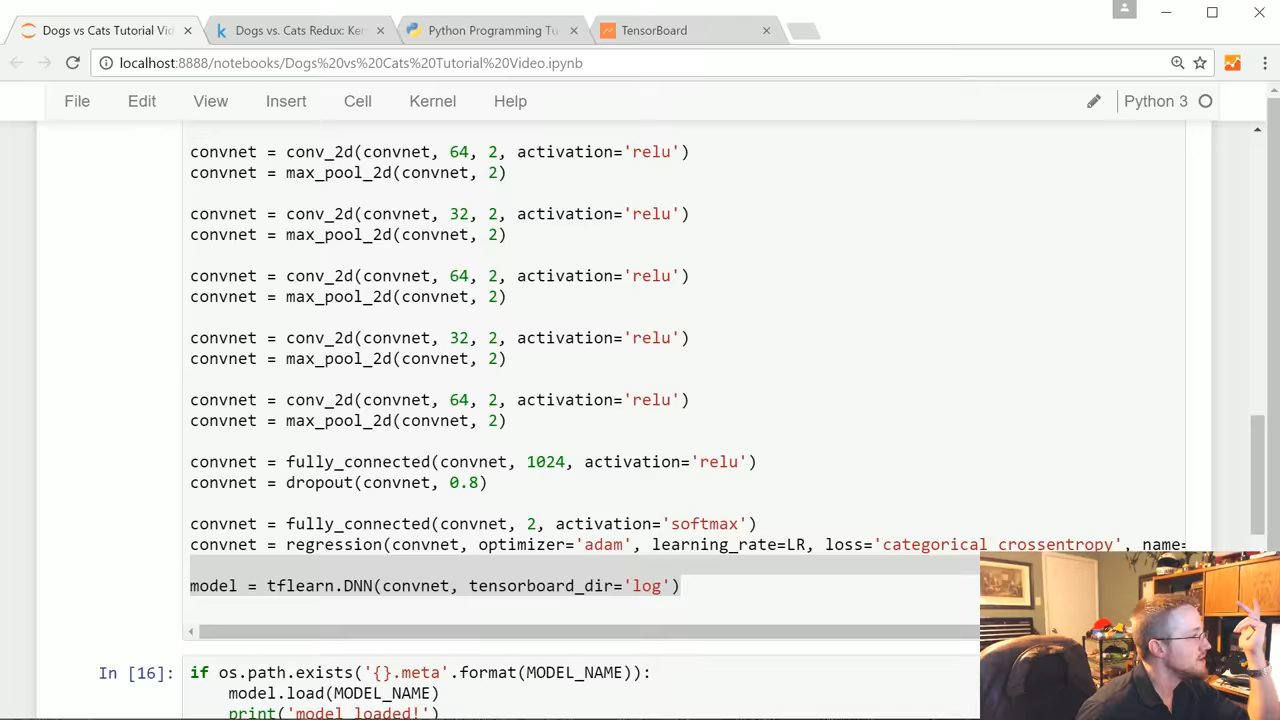 Dogs vs Cats Tutorial Vid
Dogs vs. Cats Redux: Ker
Python Programming Tu
TensorBoard
localhost:8888/notebooks/Dogs%20vs%20Cats%20Tutorial%20Video.ipynb
File Edit View Insert Cell Kernel Help Python 3
convnet = conv_2d(convnet, 64, 2, activation='relu')
convnet = max_pool_2d(convnet, 2)
convnet = conv_2d(convnet, 32, 2, activation='relu')
convnet = max_pool_2d(convnet, 2)
convnet = conv_2d(convnet, 64, 2, activation='relu')
convnet = max_pool_2d(convnet, 2)
convnet = conv_2d(convnet, 32, 2, activation='relu')
convnet = max_pool_2d(convnet, 2)
convnet = conv_2d(convnet, 64, 2, activation='relu')
convnet = max_pool_2d(convnet, 2)
convnet = fully_connected(convnet, 1024, activation='relu')
convnet = dropout(convnet, 0.8)
convnet = fully_connected(convnet, 2, activation='softmax')
convnet = regression(convnet, optimizer='adam', learning_rate=LR, loss='categorical_crossentropy', name=
model = tflearn.DNN(convnet, tensorboard_dir='log')
In [16]: if os.path.exists('{}.meta'.format(MODEL_NAME)):
model.load(MODEL_NAME)
print('model loaded!')